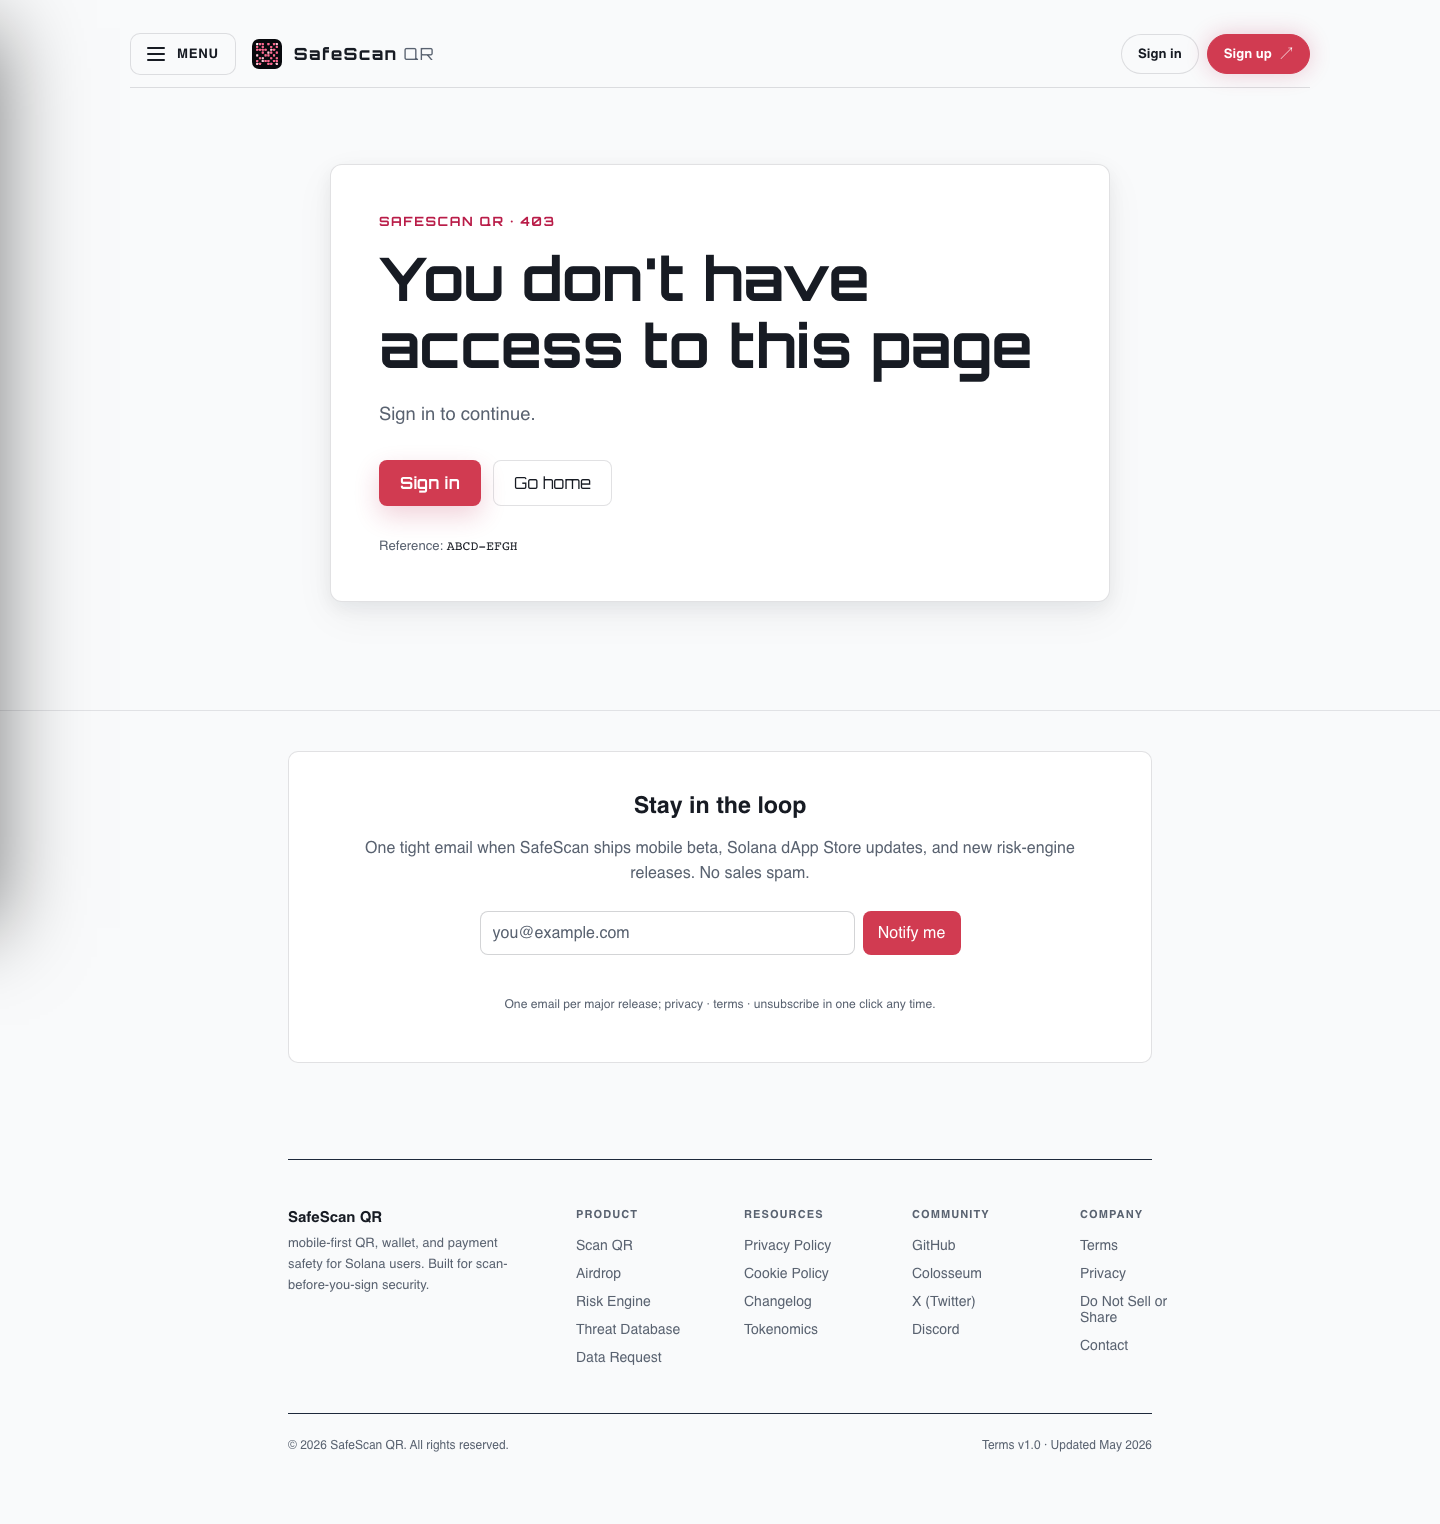 MENU
SafeScan QR
Sign in
Sign up ↗
SAFESCAN QR · 403
You don't have
access to this page
Sign in to continue.
Sign in
Go home
Reference: ABCD-EFGH
Stay in the loop
One tight email when SafeScan ships mobile beta, Solana dApp Store updates, and new risk-engine
releases. No sales spam.
you@example.com
Notify me
One email per major release; privacy · terms · unsubscribe in one click any time.
SafeScan QR
mobile-first QR, wallet, and payment
safety for Solana users. Built for scan-
before-you-sign security.
PRODUCT
Scan QR
Airdrop
Risk Engine
Threat Database
Data Request
RESOURCES
Privacy Policy
Cookie Policy
Changelog
Tokenomics
COMMUNITY
GitHub
Colosseum
X (Twitter)
Discord
COMPANY
Terms
Privacy
Do Not Sell or
Share
Contact
© 2026 SafeScan QR. All rights reserved.
Terms v1.0 · Updated May 2026